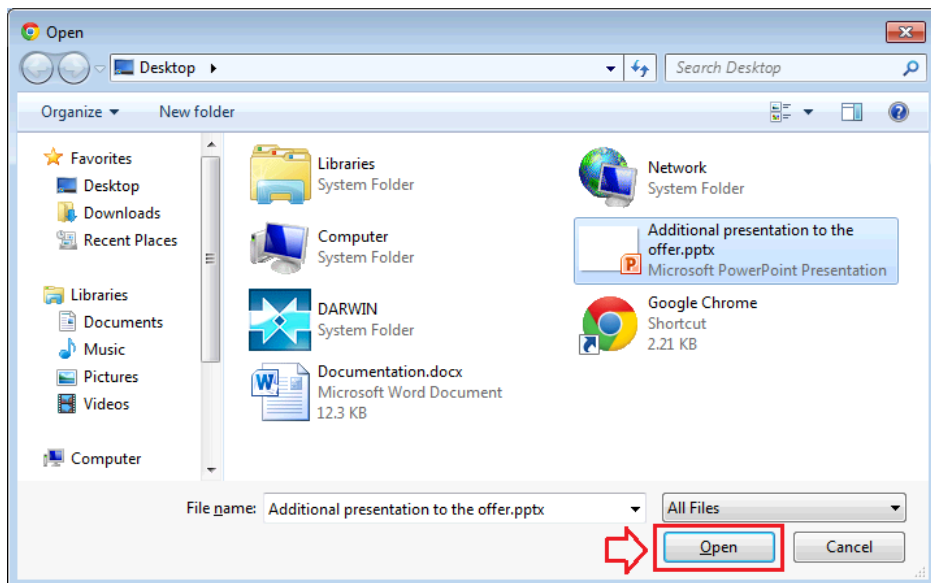 Open
Desktop
Search Desktop
Organize
New folder
Favorites
Desktop
Downloads
Recent Places
Libraries
Documents
Music
Pictures
Videos
Computer
Libraries
System Folder
Computer
System Folder
DARWIN
System Folder
Documentation.docx
Microsoft Word Document
12.3 KB
Network
System Folder
Additional presentation to the
offer.pptx
Microsoft PowerPoint Presentation
Google Chrome
Shortcut
2.21 KB
File name: Additional presentation to the offer.pptx
All Files
Open
Cancel